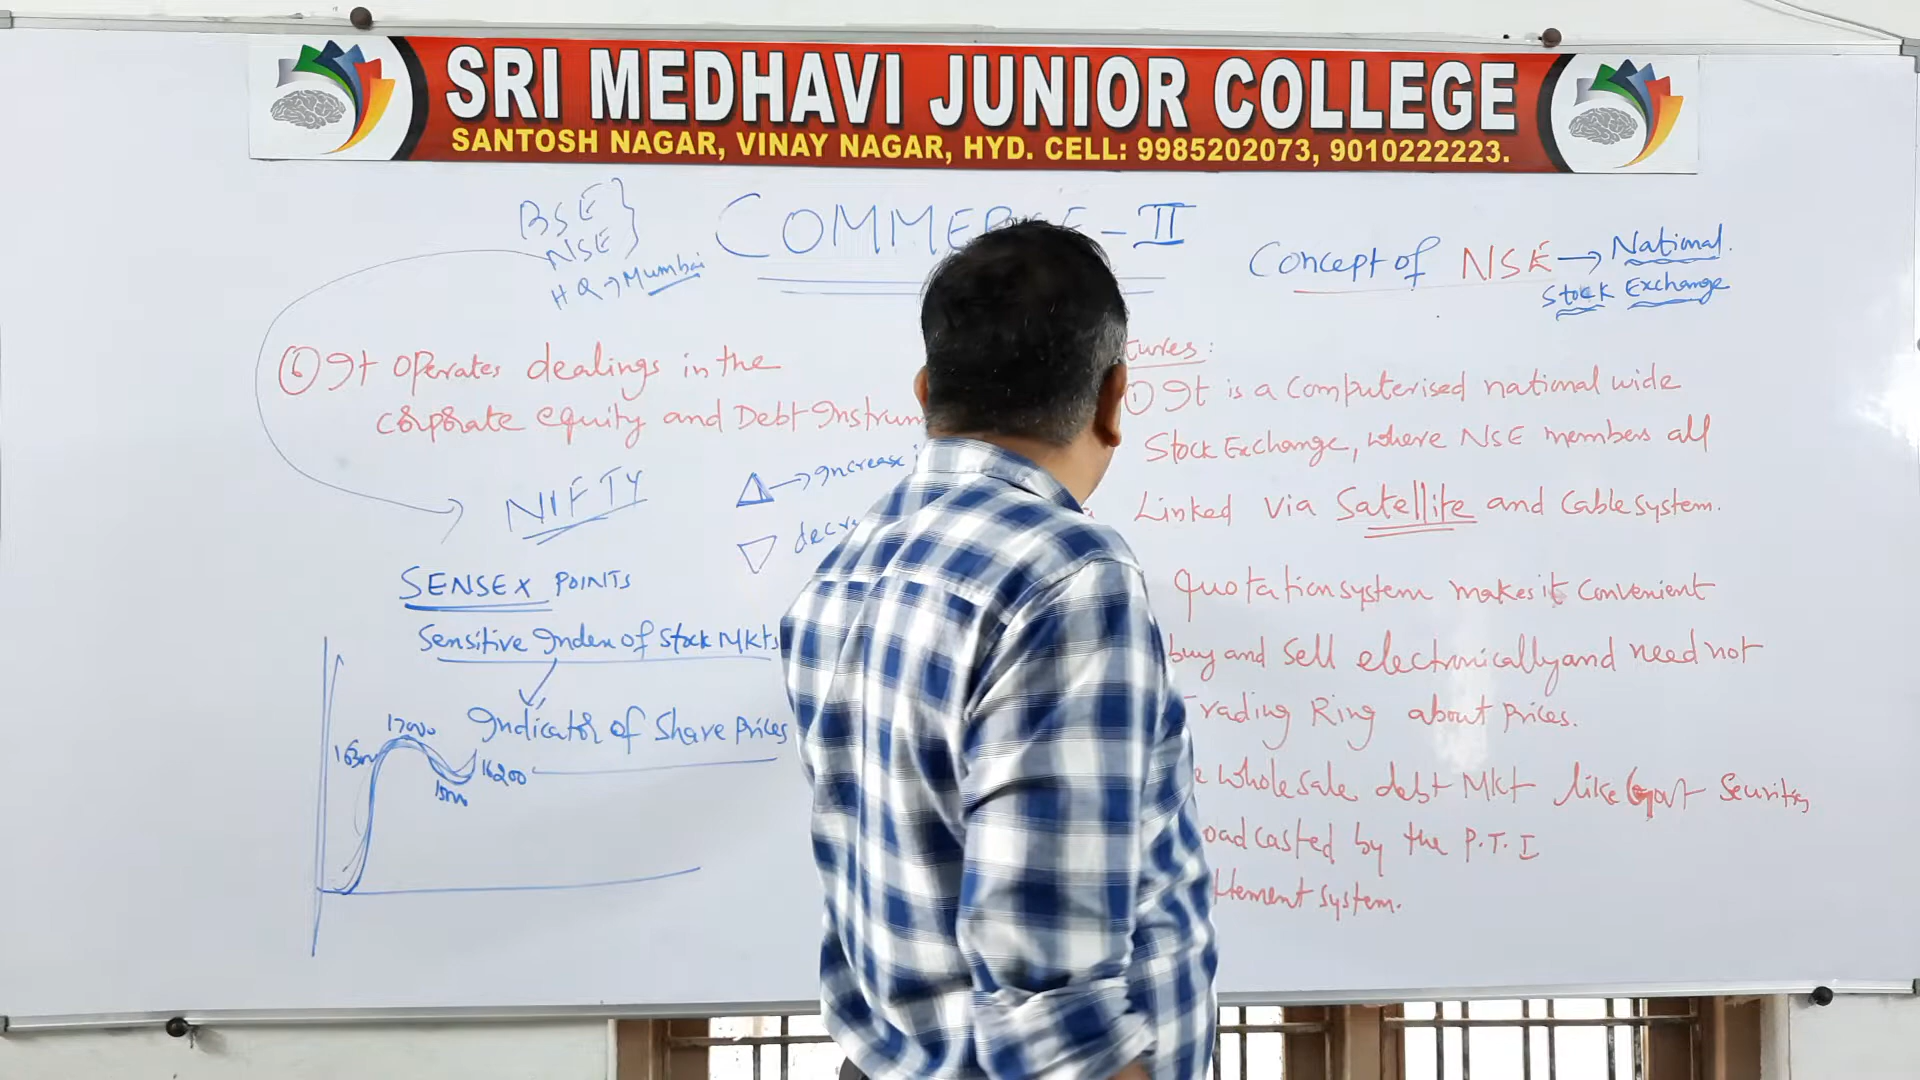 SRI MEDHAVI JUNIOR COLLEGE
SANTOSH NAGAR, VINAY NAGAR, HYD. CELL: 9985202073, 9010222223.
COMMERCE-II
BSE
NSE
HQ → Mumbai
⑥ It operates dealings in the
corporate equity and Debt Instrum
NIFTY
→ Increase
decr
SENSEX POINTS
Sensitive Index of Stock Mkts
Indicator of Share Prices
17000
16200
Concept of NSE → National
Stock Exchange
tures:
① It is a computerised national wide
Stock Exchange, where NSE members all
Linked via Satellite and Cable system.
Quotation system makes it convenient
buy and Sell electronically and need not
Trading Ring about prices.
e wholesale debt Mkt like Govt Securities
oadcasted by the P.T.I
ttlement system.